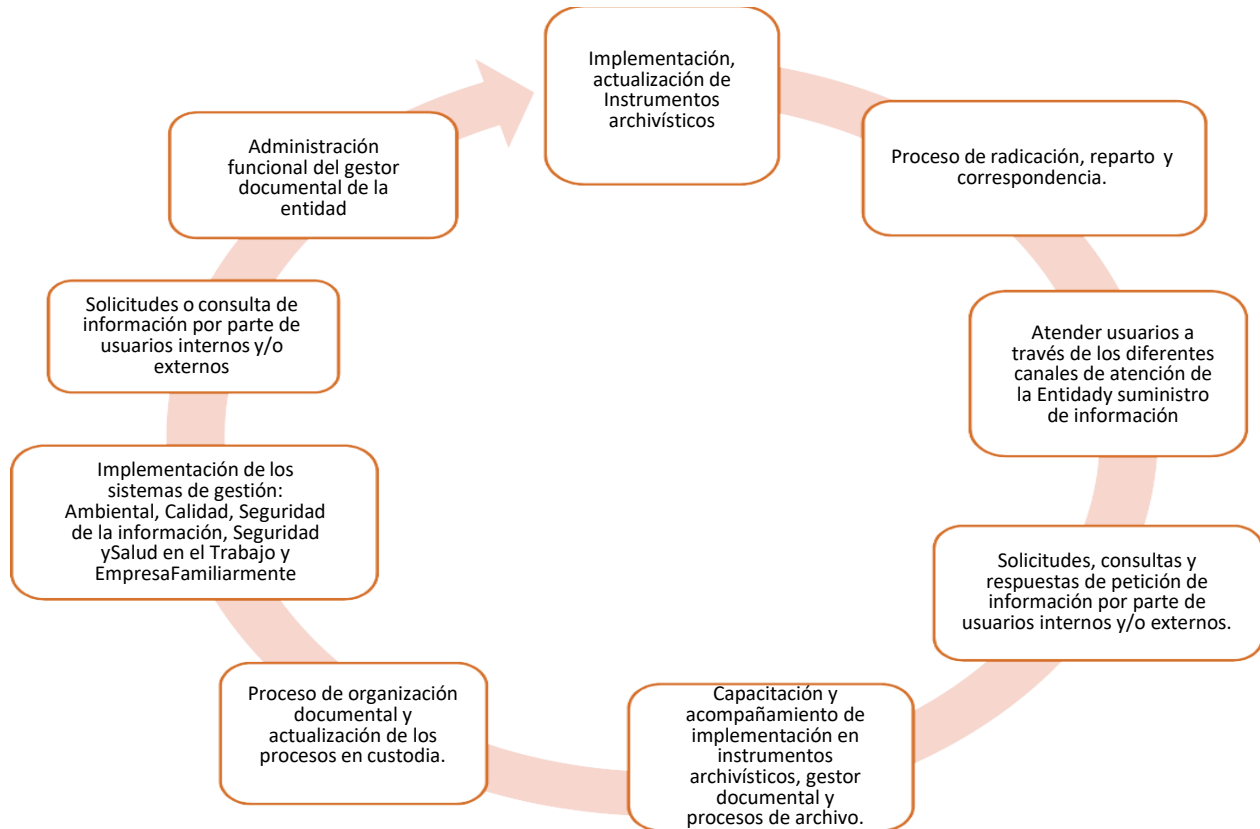 Implementación,
actualización de
Instrumentos
archivísticos
Proceso de radicación, reparto y
correspondencia.
Atender usuarios a
través de los diferentes
canales de atención de
la Entidady suministro
de información
Solicitudes, consultas y
respuestas de petición de
información por parte de
usuarios internos y/o externos.
Capacitación y
acompañamiento de
implementación en
instrumentos
archivísticos, gestor
documental y
procesos de archivo.
Proceso de organización
documental y
actualización de los
procesos en custodia.
Implementación de los
sistemas de gestión:
Ambiental, Calidad, Seguridad
de la información, Seguridad
ySalud en el Trabajo y
EmpresaFamiliarmente
Solicitudes o consulta de
información por parte de
usuarios internos y/o
externos
Administración
funcional del gestor
documental de la
entidad